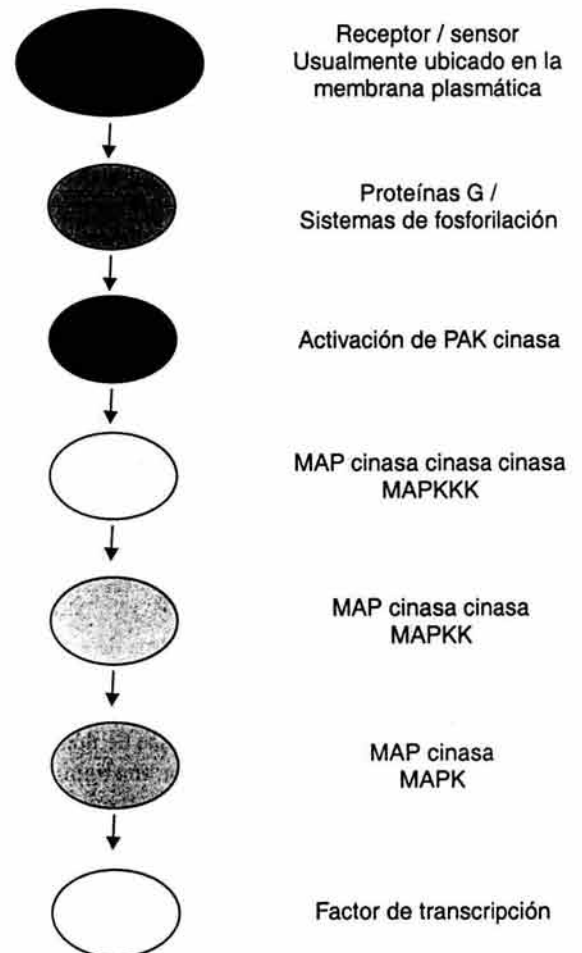 Receptor / sensor
Usualmente ubicado en la
membrana plasmática
Proteínas G /
Sistemas de fosforilación
Activación de PAK cinasa
MAP cinasa cinasa cinasa
MAPKKK
MAP cinasa cinasa
MAPKK
MAP cinasa
MAPK
Factor de transcripción